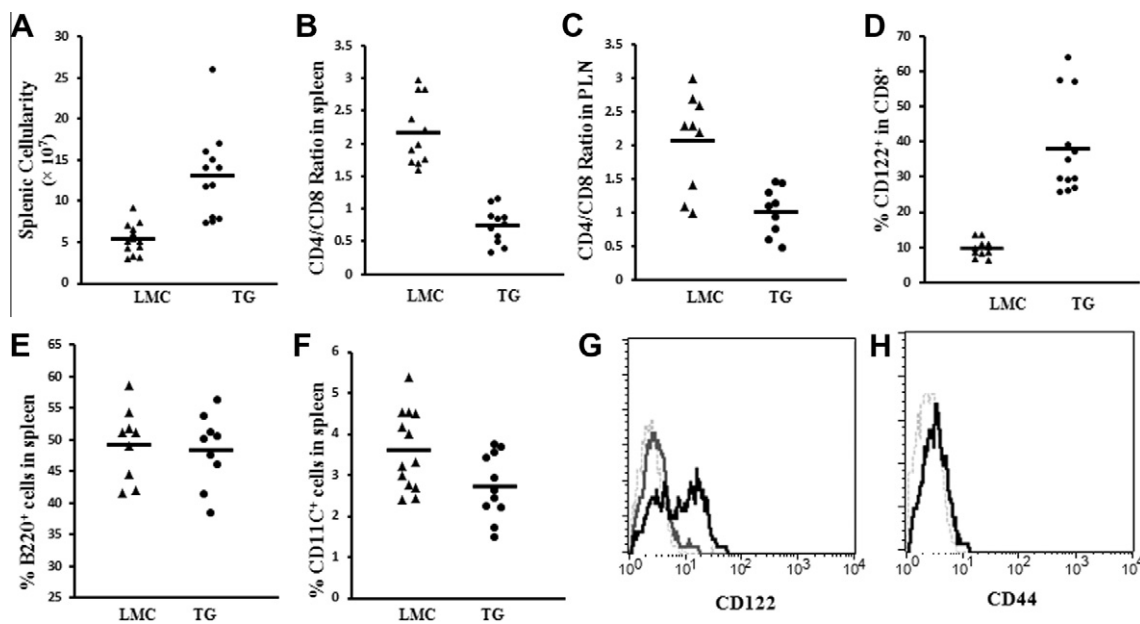 A
Splenic Cellularity
(× 10⁷)
30
25
20
15
10
5
0
LMC TG
B
CD4/CD8 Ratio in spleen
3.5
3
2.5
2
1.5
1
0.5
0
LMC TG
C
CD4/CD8 Ratio in PLN
3.5
3
2.5
2
1.5
1
0.5
0
LMC TG
D
% CD122⁺ in CD8⁺
70
60
50
40
30
20
10
0
LMC TG
E
% B220⁺ cells in spleen
65
60
55
50
45
40
35
30
25
LMC TG
F
% CD11C⁺ cells in spleen
6
5
4
3
2
1
0
LMC TG
G
10⁰ 10¹ 10² 10³ 10⁴
CD122
H
10⁰ 10¹ 10² 10³ 10⁴
CD44